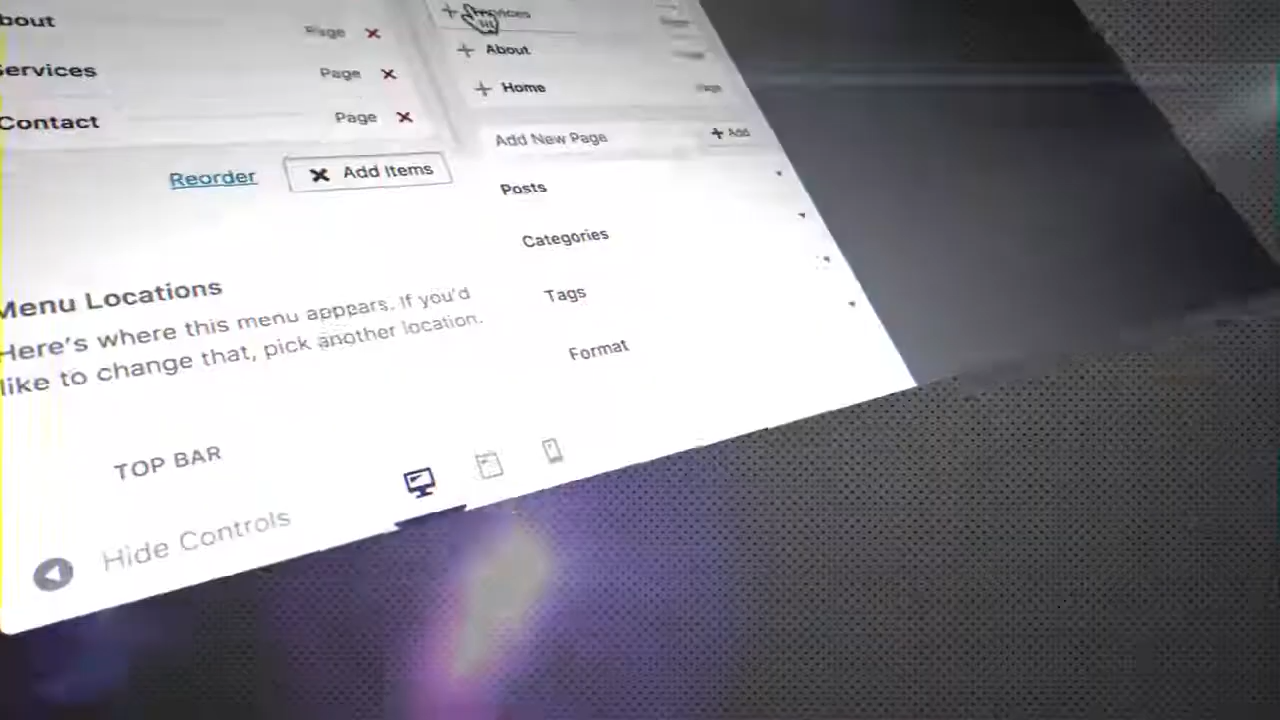 bout
Page
ervices
Page
Contact
Page
Reorder
Add Items
Menu Locations
Here's where this menu appears. If you'd
like to change that, pick another location.
TOP BAR
Hide Controls
Services
About
Home
Page
Add New Page
Add
Posts
Categories
Tags
Format